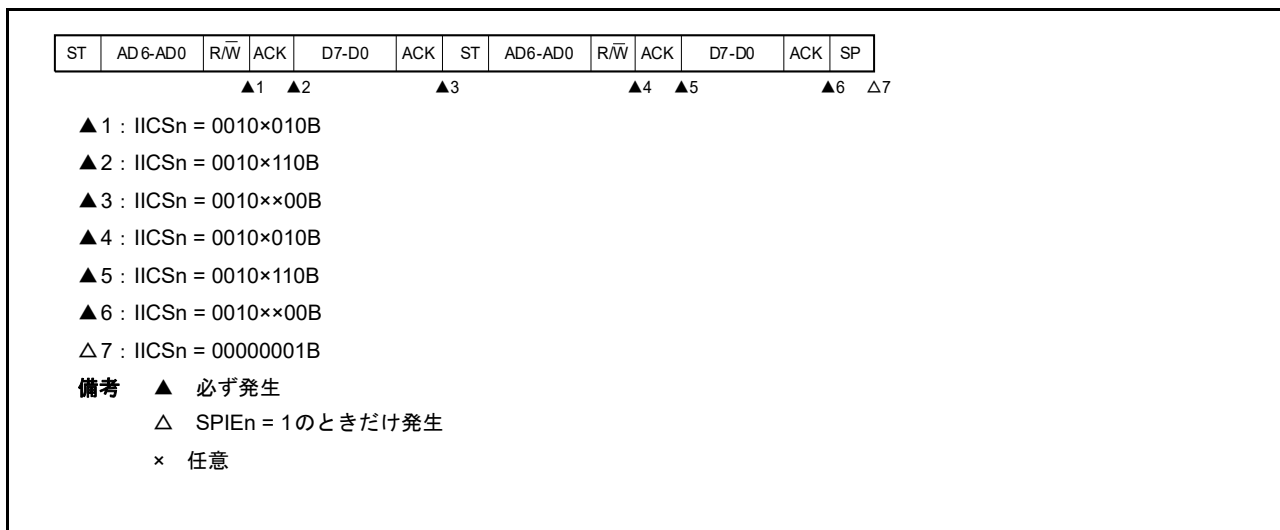 ST AD6-AD0 R/W̅ ACK D7-D0 ACK ST AD6-AD0 R/W̅ ACK D7-D0 ACK SP
▲1 ▲2 ▲3 ▲4 ▲5 ▲6 △7
▲1：IICSn = 0010×010B
▲2：IICSn = 0010×110B
▲3：IICSn = 0010××00B
▲4：IICSn = 0010×010B
▲5：IICSn = 0010×110B
▲6：IICSn = 0010××00B
△7：IICSn = 00000001B
備考 ▲ 必ず発生
△ SPIEn = 1のときだけ発生
× 任意